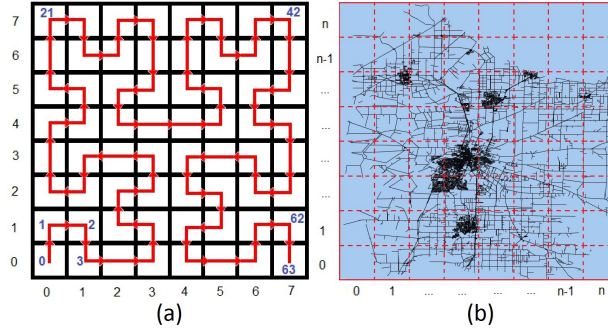 7 21 42 n
6 n-1
5 ...
4 ...
3 ...
2 ...
1 1 2 62 1
0 0 3 63 0
0 1 2 3 4 5 6 7 0 1 ... ... ... ... n-1 n
(a) (b)